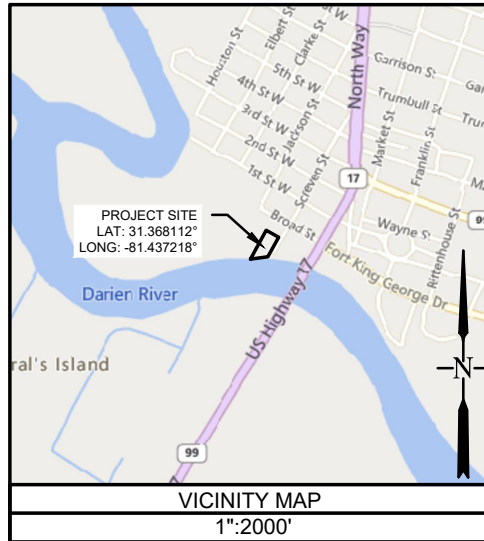 Elbert St
Clarke St
Houston St
North Way
Garrison St
5th St W
4th St W
Jackson St
Trumbull St
3rd St W
2nd St W
1st St W
Screven St
Market St
Franklin St
17
Broad St
Wayne St
Rittenhouse St
Fort King George Dr
PROJECT SITE
LAT: 31.368112°
LONG: -81.437218°
Darien River
US Highway 17
ral's Island
N
99
VICINITY MAP
1":2000'